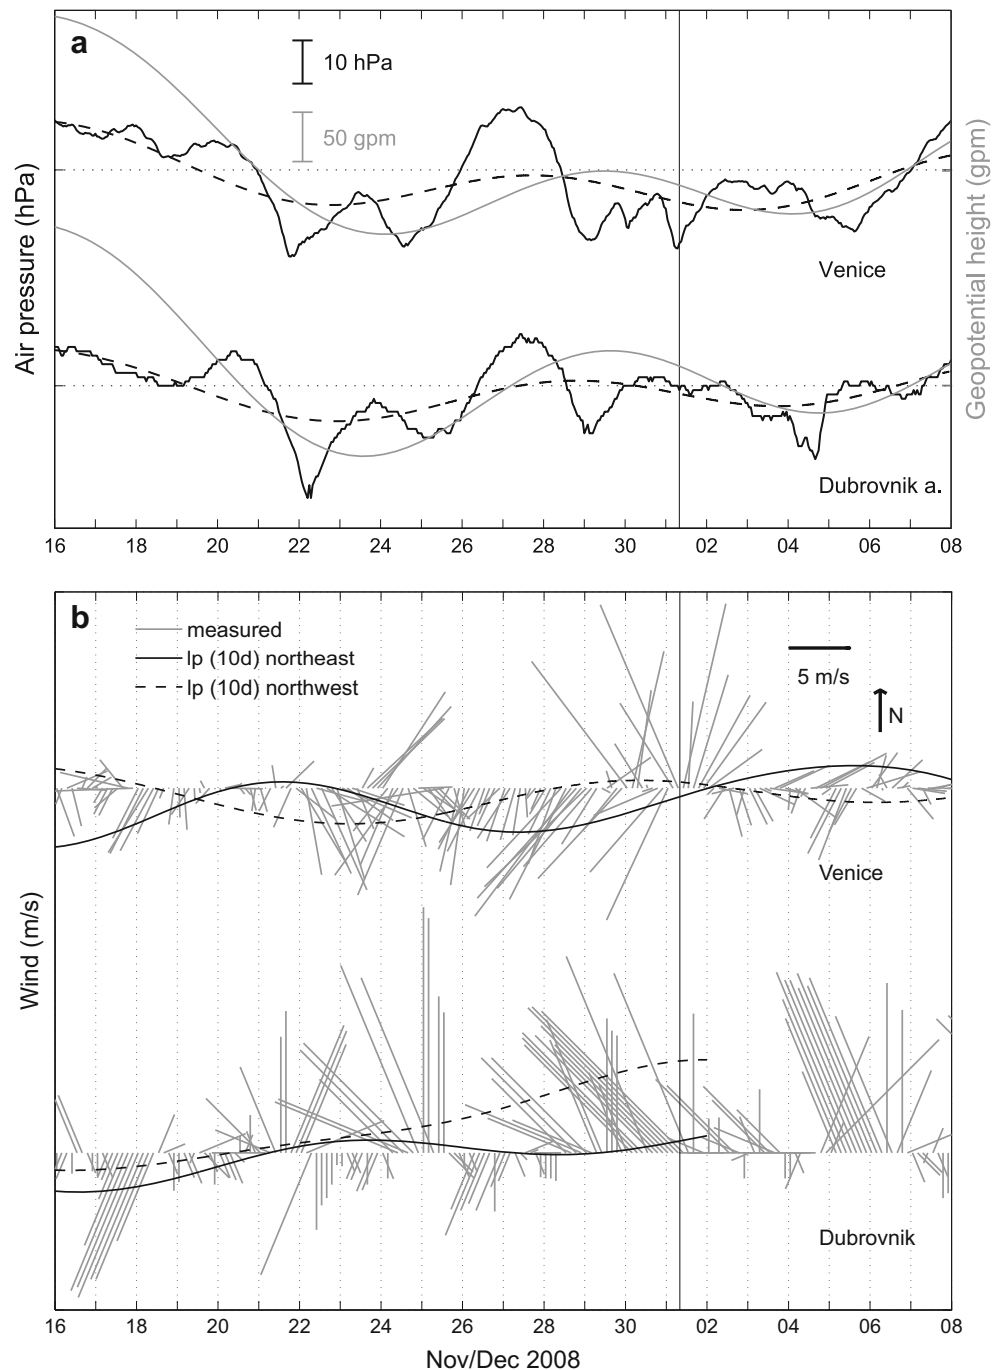 a
10 hPa
50 gpm
Air pressure (hPa)
Geopotential height (gpm)
Venice
Dubrovnik a.
16 18 20 22 24 26 28 30 02 04 06 08
b
measured
lp (10d) northeast
lp (10d) northwest
5 m/s
N
Wind (m/s)
Venice
Dubrovnik
16 18 20 22 24 26 28 30 02 04 06 08
Nov/Dec 2008